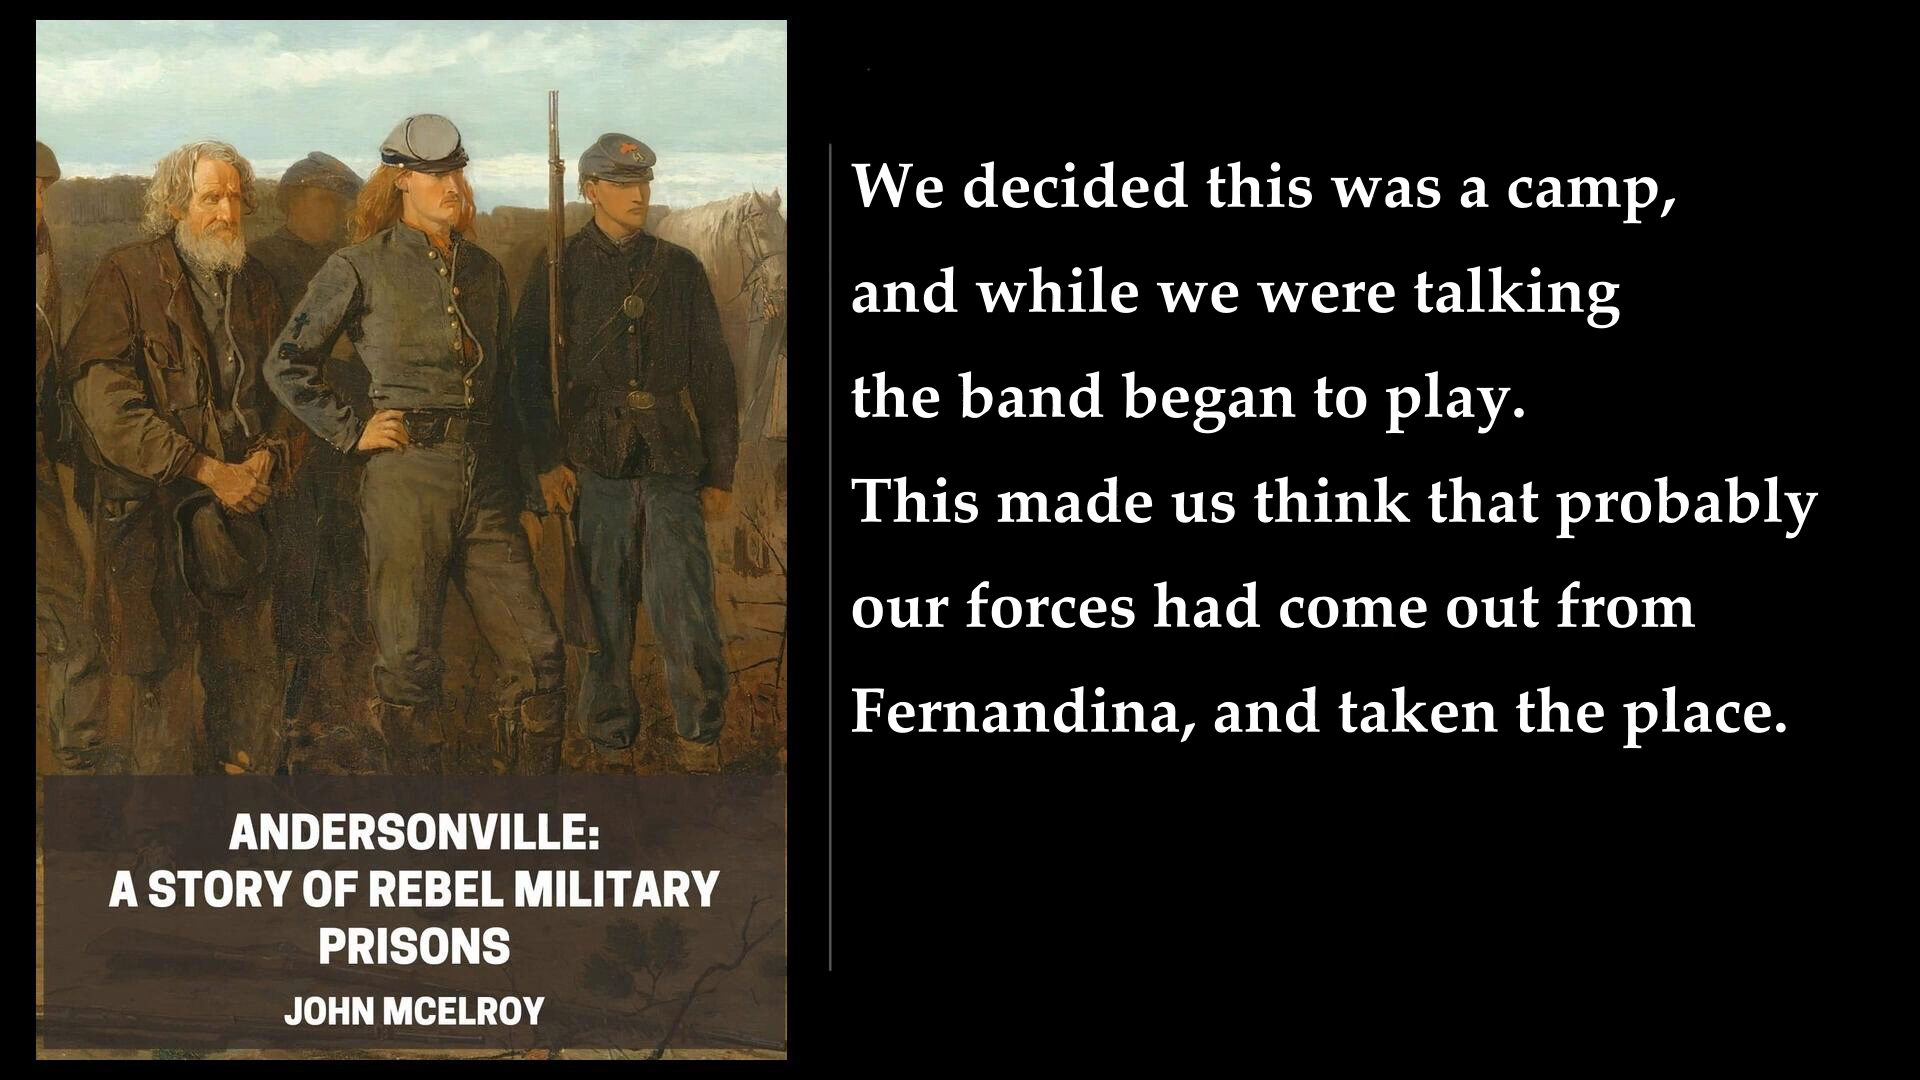 We decided this was a camp,
and while we were talking
the band began to play.
This made us think that probably
our forces had come out from
Fernandina, and taken the place.
ANDERSONVILLE:
A STORY OF REBEL MILITARY
PRISONS
JOHN MCELROY